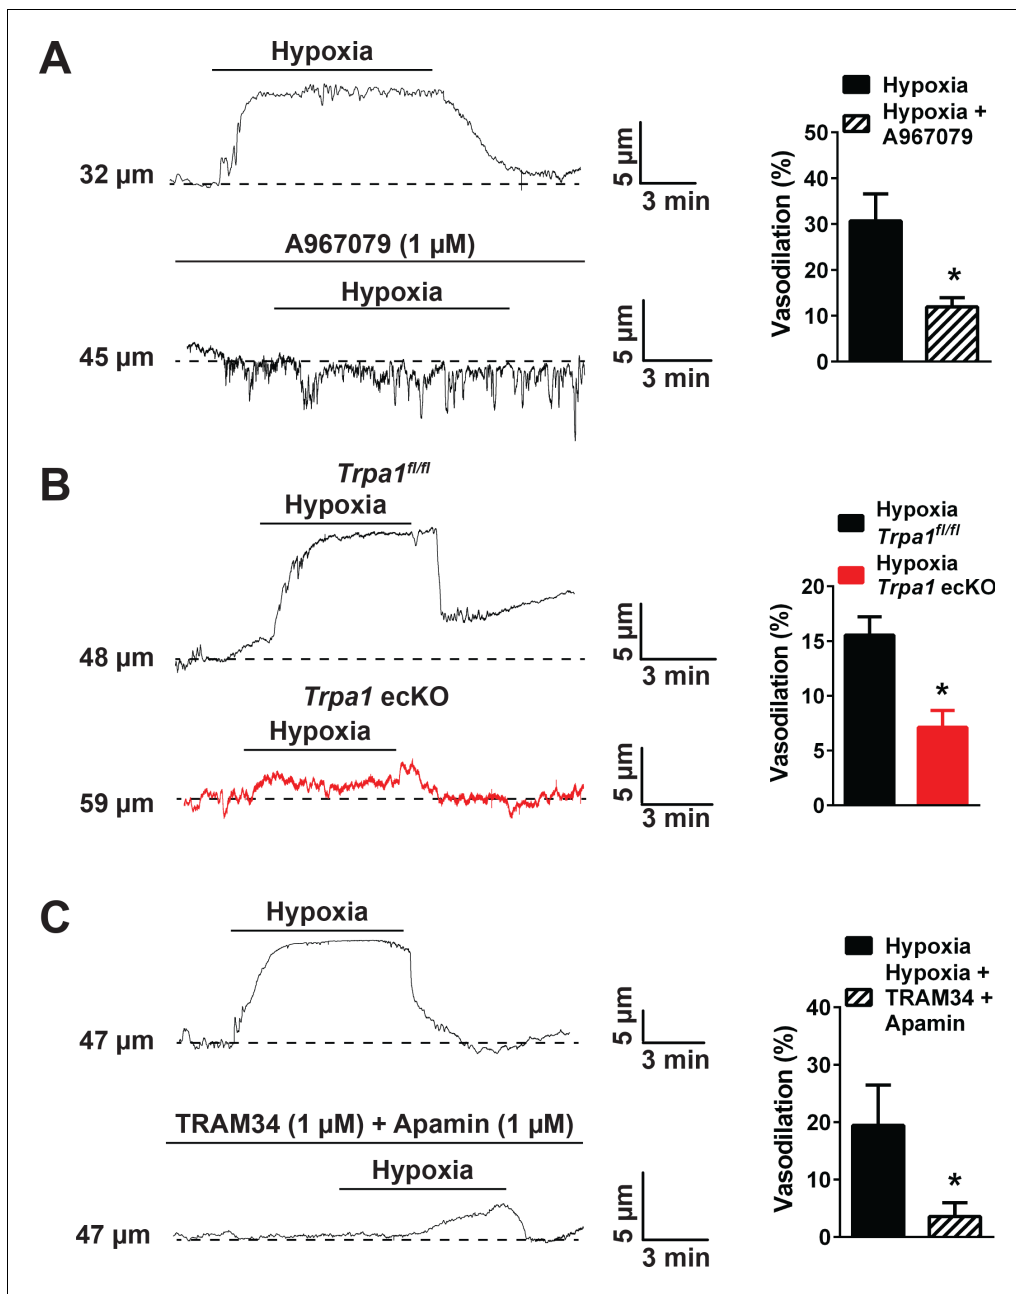 A
Hypoxia
32 µm
5 µm
3 min
A967079 (1 µM)
Hypoxia
45 µm
5 µm
3 min
Hypoxia
Hypoxia +
A967079
Vasodilation (%)
50
40
30
20
10
0
*
B
Trpa1fl/fl
Hypoxia
48 µm
5 µm
3 min
Trpa1 ecKO
Hypoxia
59 µm
5 µm
3 min
Hypoxia
Trpa1fl/fl
Hypoxia
Trpa1 ecKO
Vasodilation (%)
20
15
10
5
0
*
C
Hypoxia
47 µm
5 µm
3 min
TRAM34 (1 µM) + Apamin (1 µM)
Hypoxia
47 µm
5 µm
3 min
Hypoxia
Hypoxia +
TRAM34 +
Apamin
Vasodilation (%)
40
30
20
10
0
*